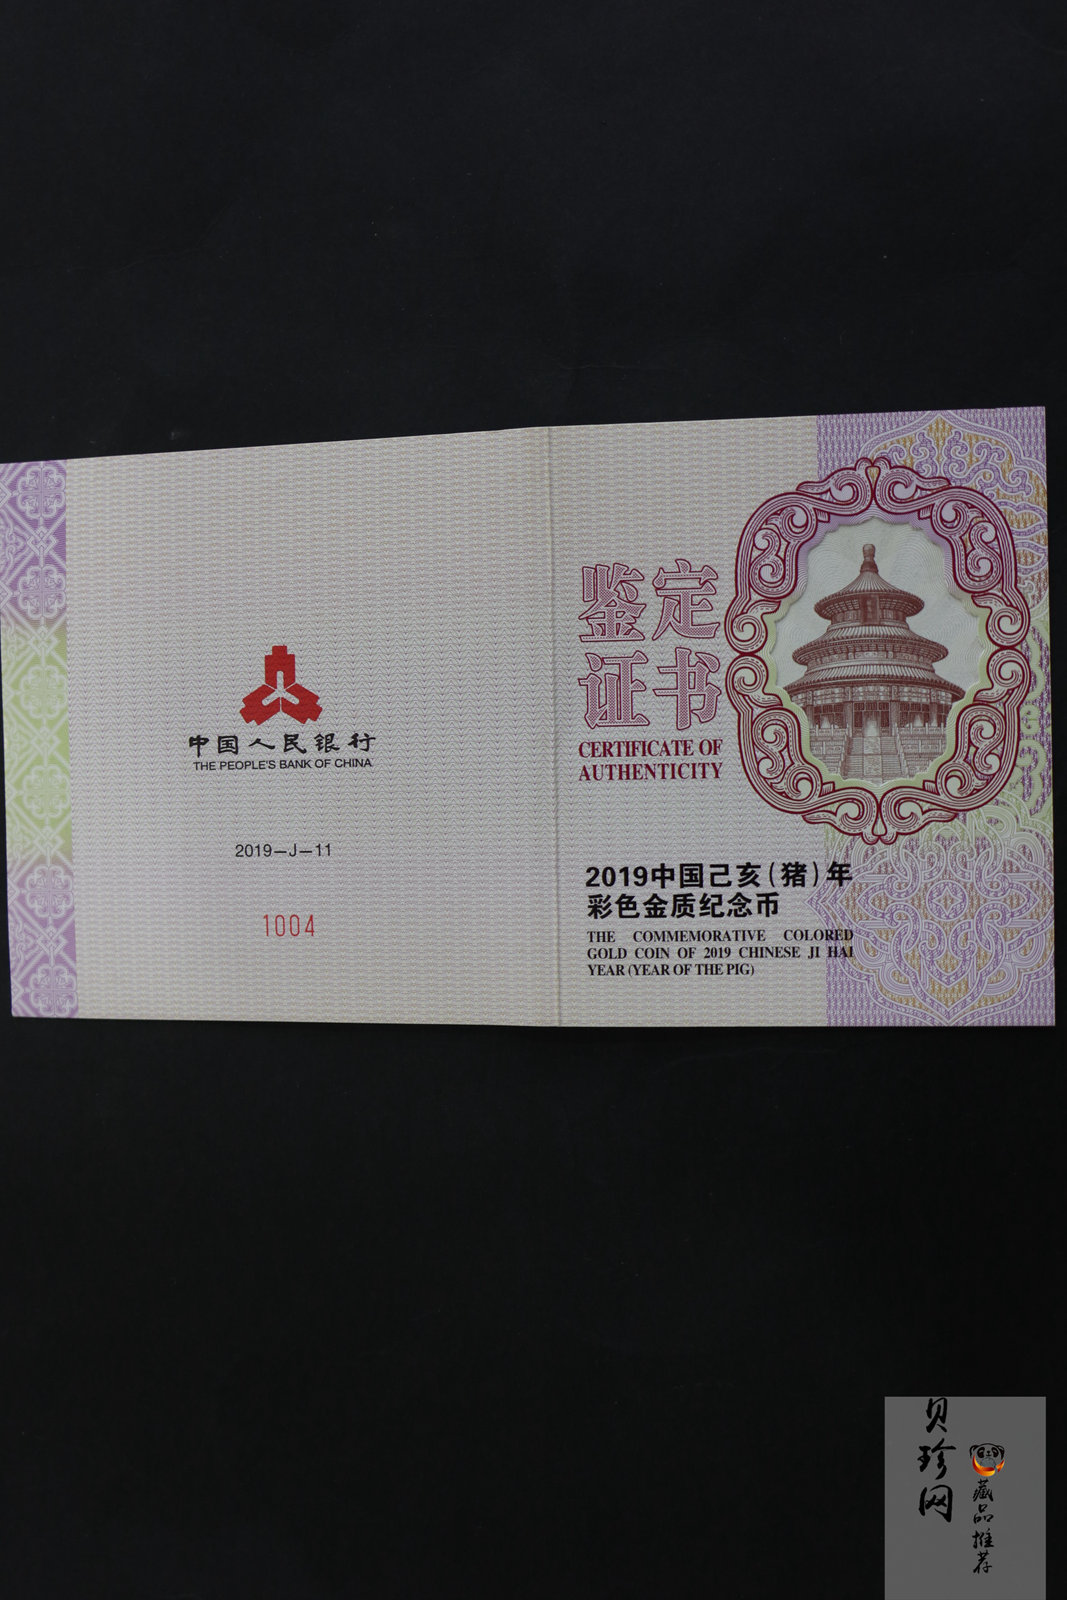 中国人民银行
THE PEOPLE'S BANK OF CHINA
2019-J-11
1004
鉴定
证书
CERTIFICATE OF
AUTHENTICITY
2019中国己亥(猪)年
彩色金质纪念币
THE COMMEMORATIVE COLORED
GOLD COIN OF 2019 CHINESE JI HAI
YEAR (YEAR OF THE PIG)
贝珍网
藏品推荐